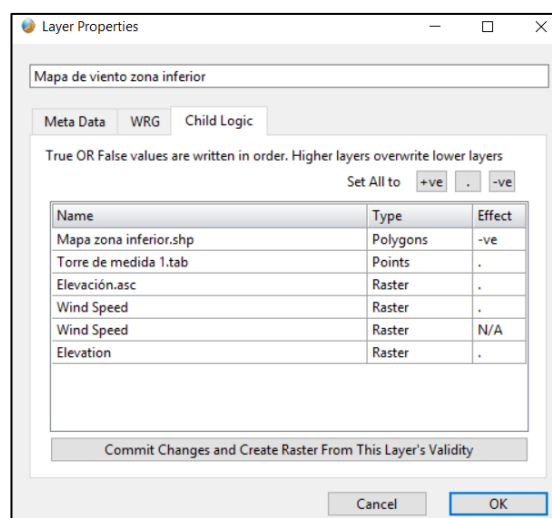 Layer Properties
Mapa de viento zona inferior
Meta Data WRG Child Logic
True OR False values are written in order. Higher layers overwrite lower layers
Set All to +ve . -ve
Name Type Effect
Mapa zona inferior.shp Polygons -ve
Torre de medida 1.tab Points .
Elevación.asc Raster .
Wind Speed Raster .
Wind Speed Raster N/A
Elevation Raster .
Commit Changes and Create Raster From This Layer's Validity
Cancel OK